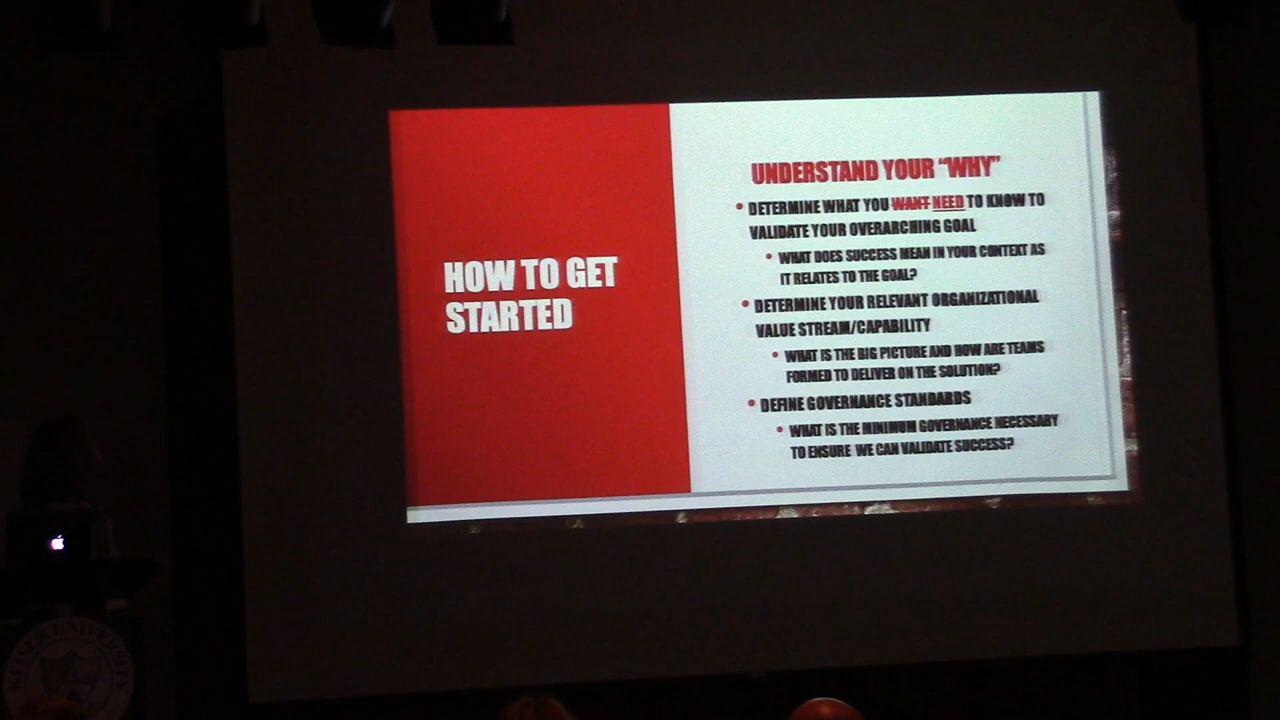 HOW TO GET
STARTED
UNDERSTAND YOUR "WHY"
• DETERMINE WHAT YOU WANT NEED TO KNOW TO
VALIDATE YOUR OVERARCHING GOAL
• WHAT DOES SUCCESS MEAN IN YOUR CONTEXT AS
IT RELATES TO THE GOAL?
• DETERMINE YOUR RELEVANT ORGANIZATIONAL
VALUE STREAM/CAPABILITY
• WHAT IS THE BIG PICTURE AND HOW ARE TEAMS
FORMED TO DELIVER ON THE SOLUTION?
• DEFINE GOVERNANCE STANDARDS
• WHAT IS THE MINIMUM GOVERNANCE NECESSARY
TO ENSURE WE CAN VALIDATE SUCCESS?
KEISER UNIVERSITY